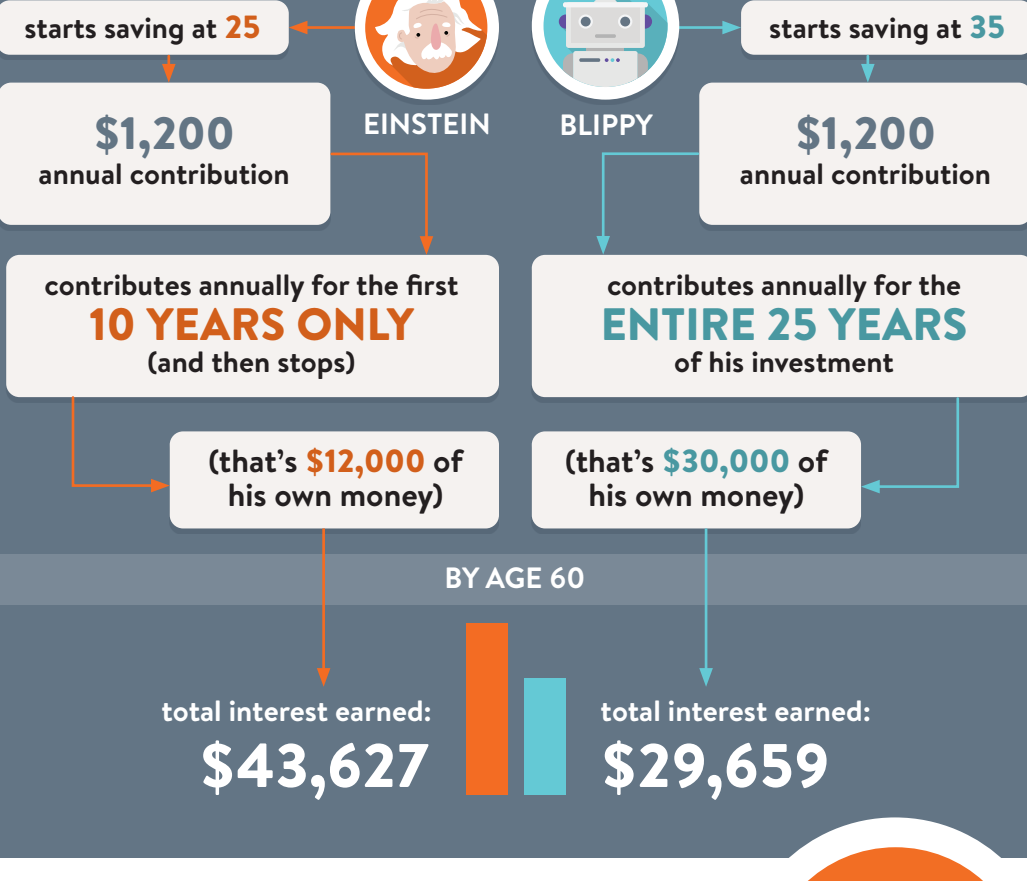 starts saving at 25
EINSTEIN
$1,200
annual contribution
contributes annually for the first
10 YEARS ONLY
(and then stops)
(that's $12,000 of
his own money)
BLIPPY
starts saving at 35
$1,200
annual contribution
contributes annually for the
ENTIRE 25 YEARS
of his investment
(that's $30,000 of
his own money)
BY AGE 60
total interest earned:
$43,627
total interest earned:
$29,659